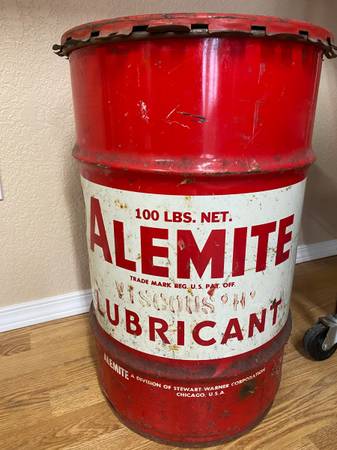 100 LBS. NET.
ALEMITE
TRADE MARK REG. U.S. PAT. OFF.
VISCOUS "H"
LUBRICANT
ALEMITE A DIVISION OF STEWART-WARNER CORPORATION
CHICAGO, U.S.A